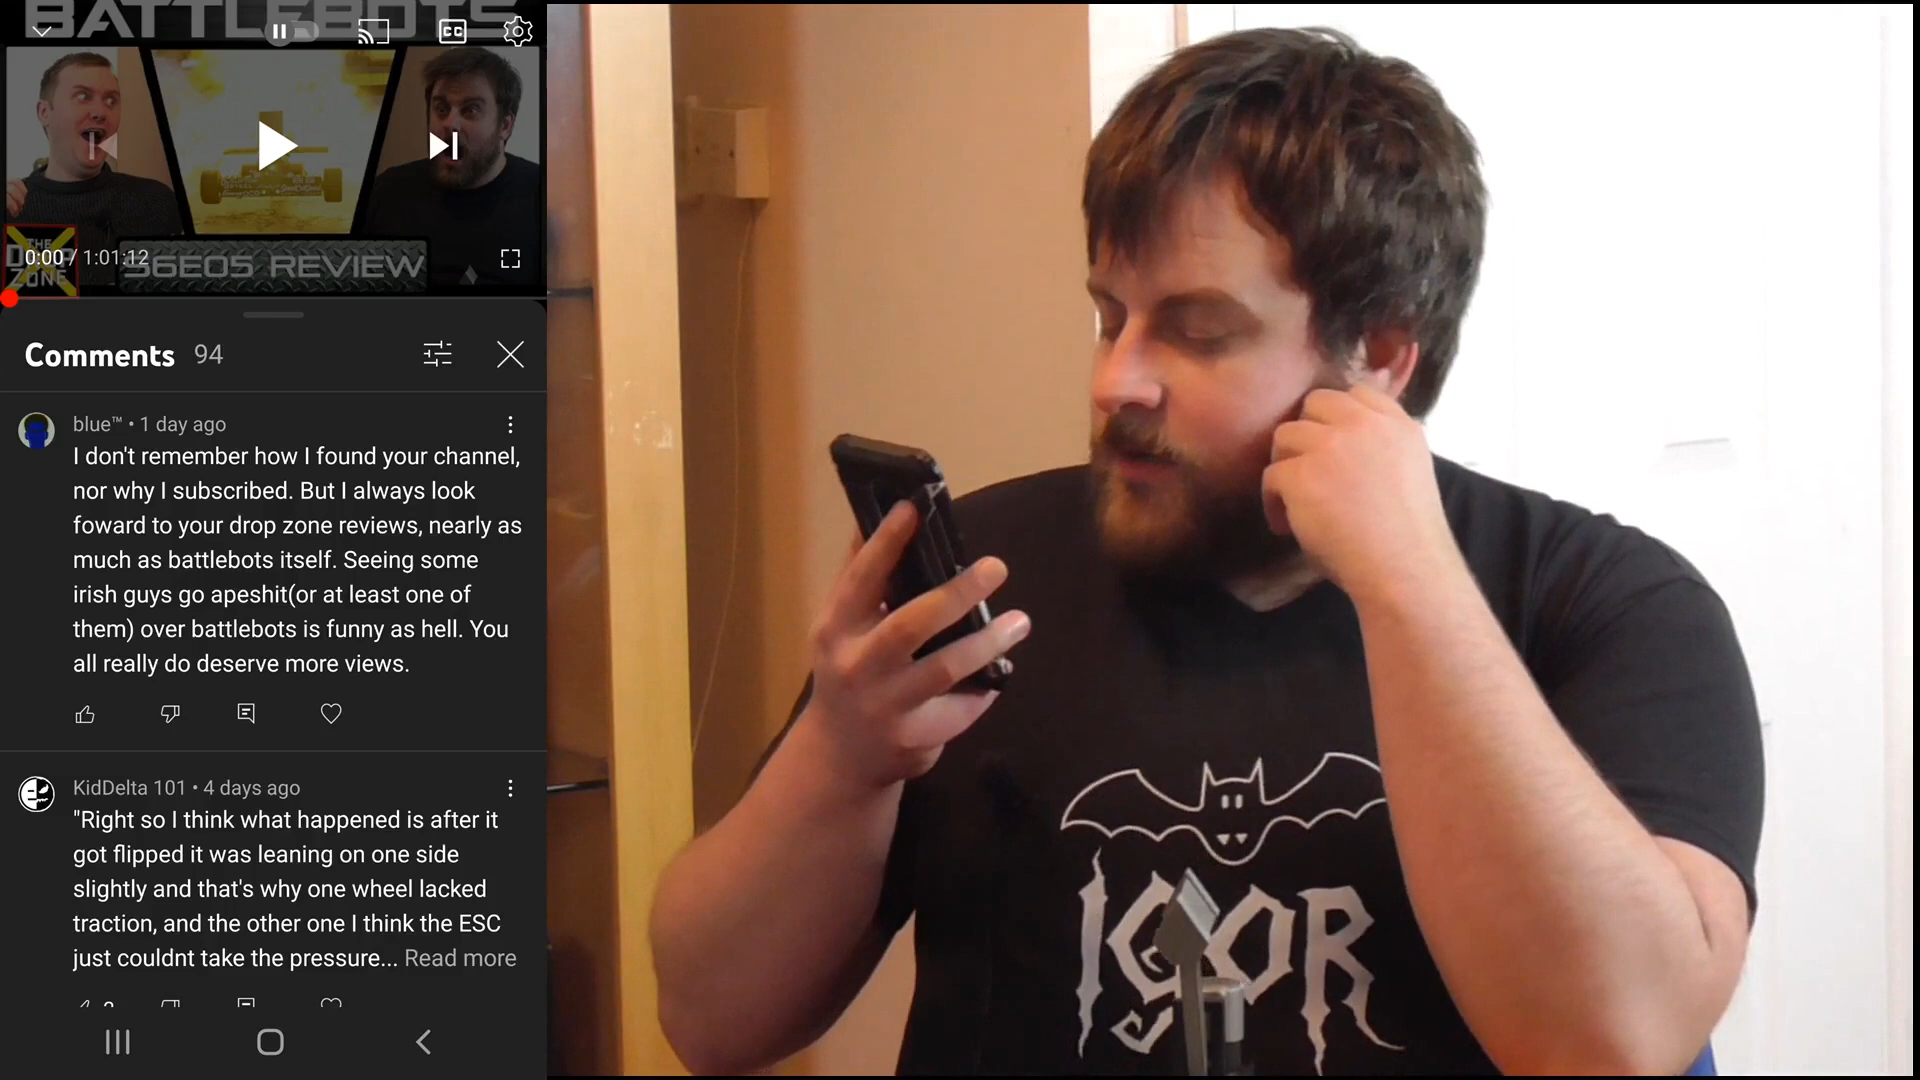 BATTLEBOTS
CC
THE
DROP
ZONE
0:00 / 1:01:12
S6E05 REVIEW
Comments 94
blue™ • 1 day ago
I don't remember how I found your channel,
nor why I subscribed. But I always look
foward to your drop zone reviews, nearly as
much as battlebots itself. Seeing some
irish guys go apeshit(or at least one of
them) over battlebots is funny as hell. You
all really do deserve more views.
KidDelta 101 • 4 days ago
"Right so I think what happened is after it
got flipped it was leaning on one side
slightly and that's why one wheel lacked
traction, and the other one I think the ESC
just couldnt take the pressure... Read more
IGOR